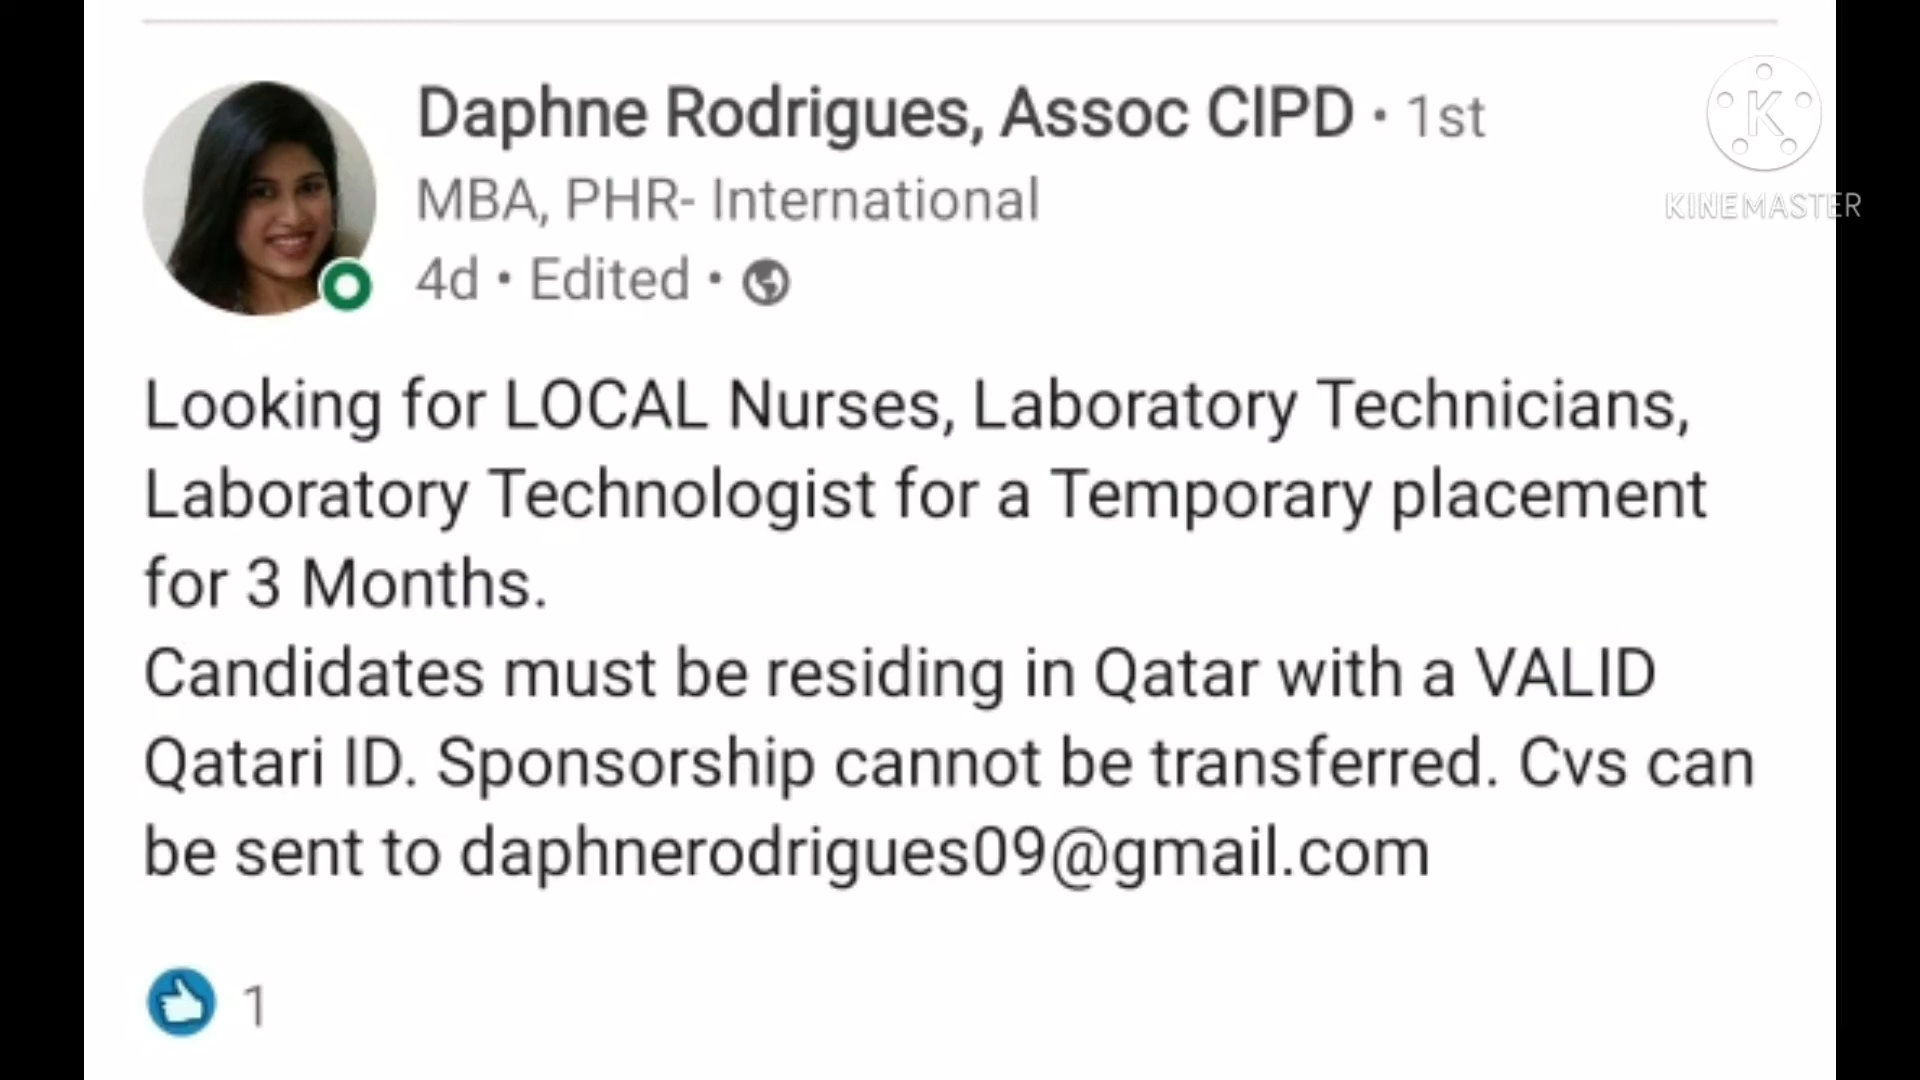 Daphne Rodrigues, Assoc CIPD • 1st
MBA, PHR- International
4d • Edited •
K
KINEMASTER
Looking for LOCAL Nurses, Laboratory Technicians,
Laboratory Technologist for a Temporary placement
for 3 Months.
Candidates must be residing in Qatar with a VALID
Qatari ID. Sponsorship cannot be transferred. Cvs can
be sent to daphnerodrigues09@gmail.com
1